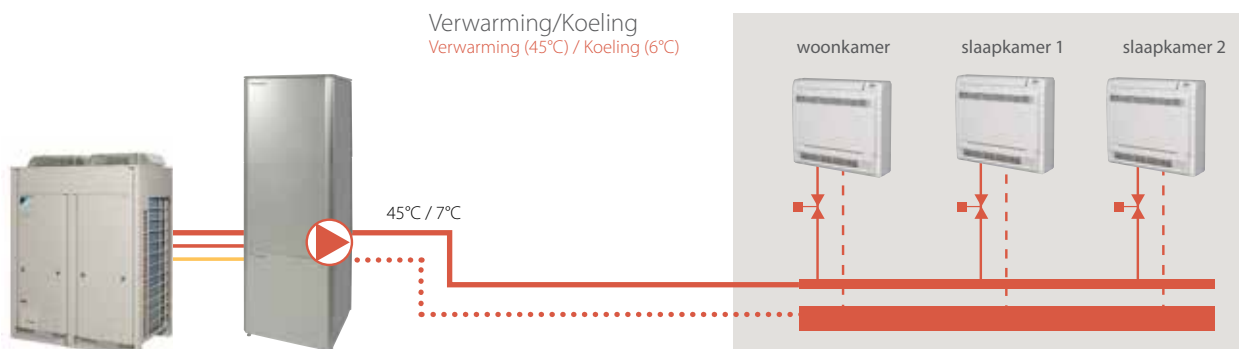 Verwarming/Koeling
Verwarming (45°C) / Koeling (6°C)
woonkamer
slaapkamer 1
slaapkamer 2
45°C / 7°C